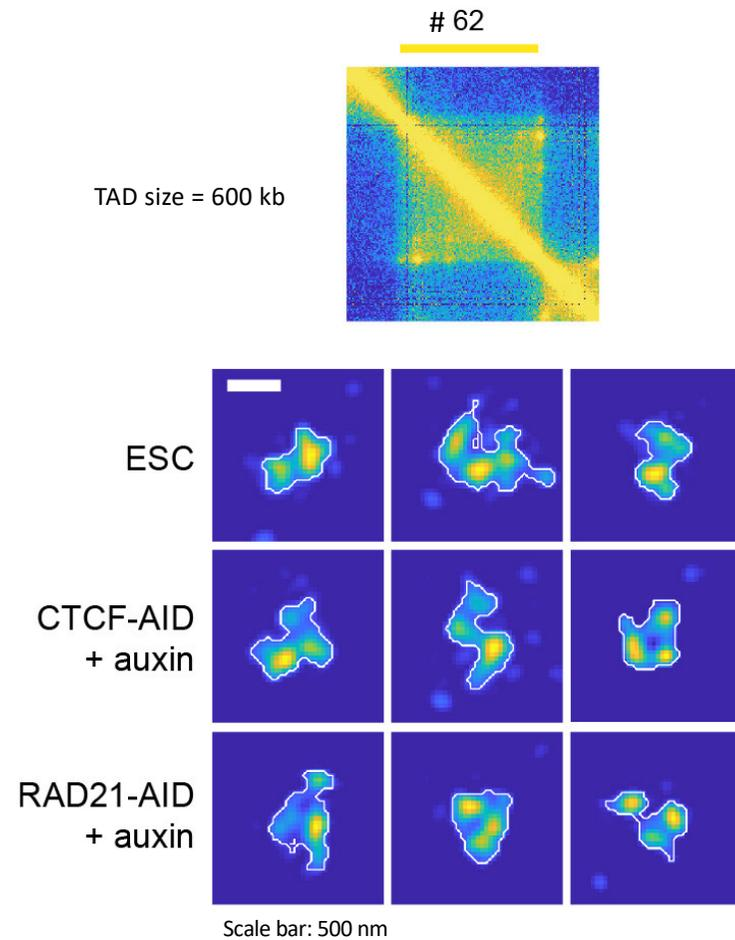 # 62
TAD size = 600 kb
ESC
CTCF-AID
+ auxin
RAD21-AID
+ auxin
Scale bar: 500 nm